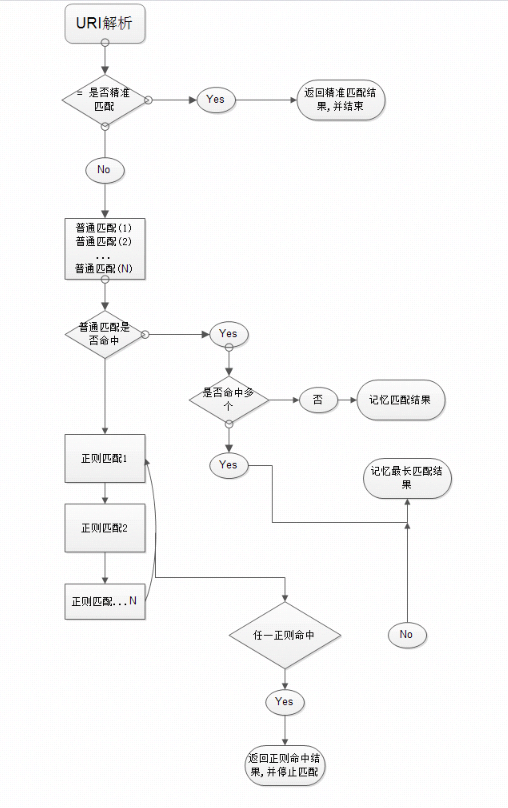 URI解析
= 是否精准
匹配
Yes
返回精准匹配结
果,并结束
No
普通匹配(1)
普通匹配(2)
...
普通匹配(N)
普通匹配是
否命中
Yes
是否命中多
个
否
记忆匹配结果
Yes
记忆最长匹配结
果
正则匹配1
正则匹配2
正则匹配...N
任一正则命中
No
Yes
返回正则命中结
果,并停止匹配